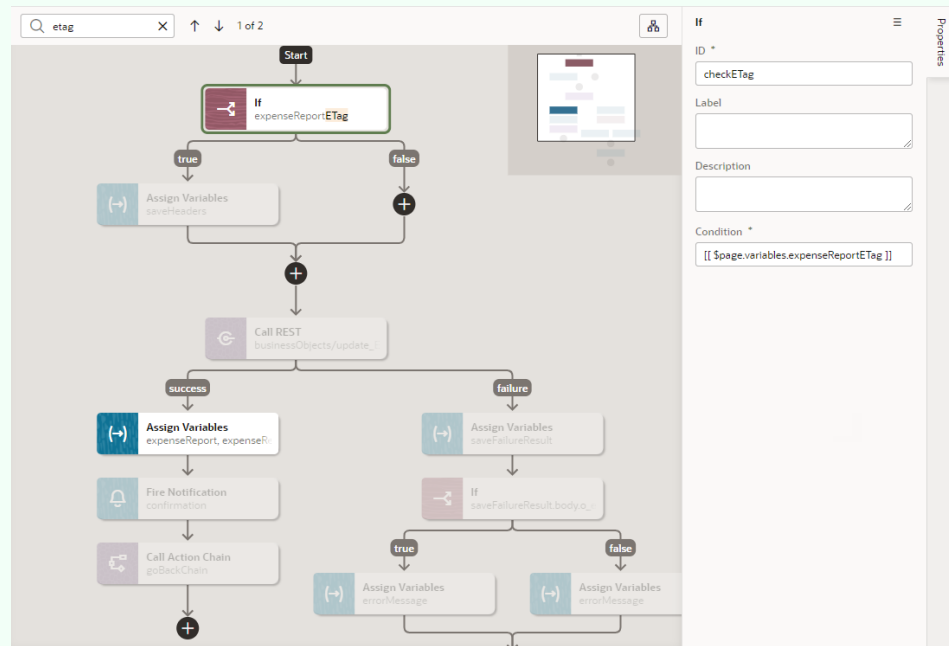 etag
1 of 2
Start
If
expenseReportETag
true
false
Assign Variables
saveHeaders
Call REST
businessObjects/update_
success
failure
Assign Variables
expenseReport, expenseR
Assign Variables
saveFailureResult
Fire Notification
confirmation
If
saveFailureResult.body.o_
Call Action Chain
goBackChain
true
false
Assign Variables
errorMessage
Assign Variables
errorMessage
If
ID *
checkETag
Label
Description
Condition *
[[ $page.variables.expenseReportETag ]]
Properties